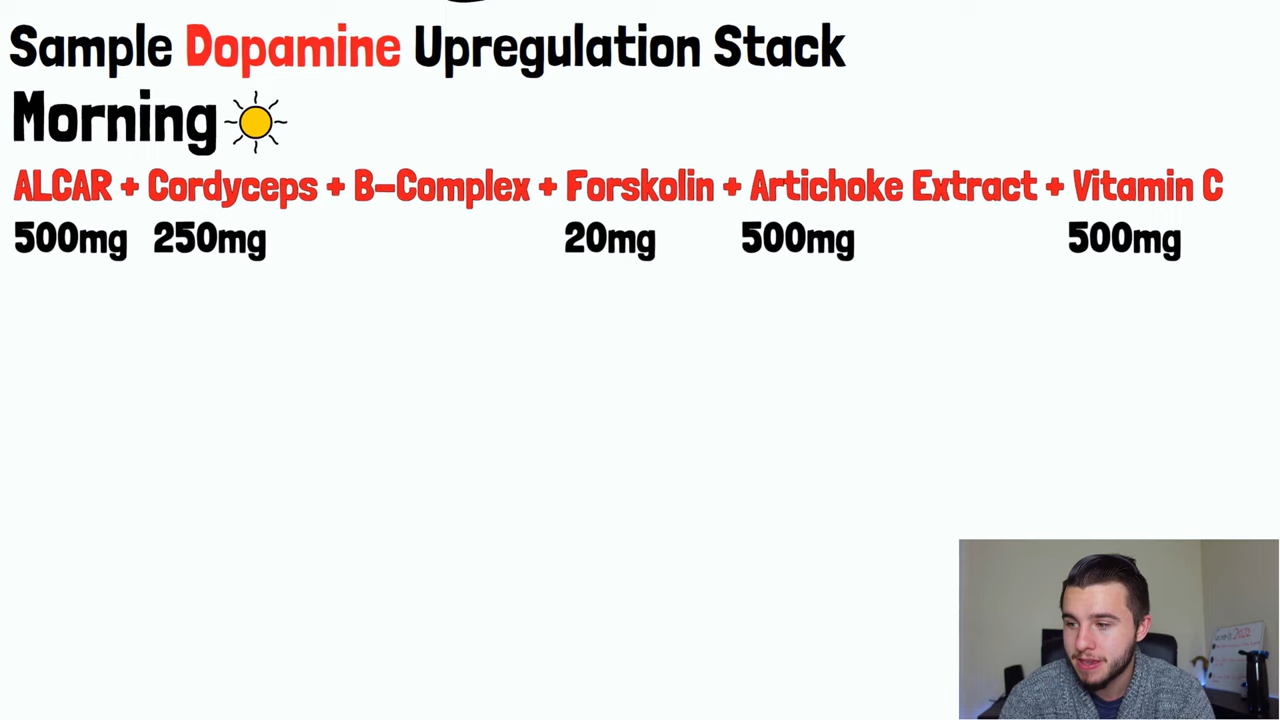 Sample Dopamine Upregulation Stack
Morning
ALCAR + Cordyceps + B-Complex + Forskolin + Artichoke Extract + Vitamin C
500mg 250mg 20mg 500mg 500mg